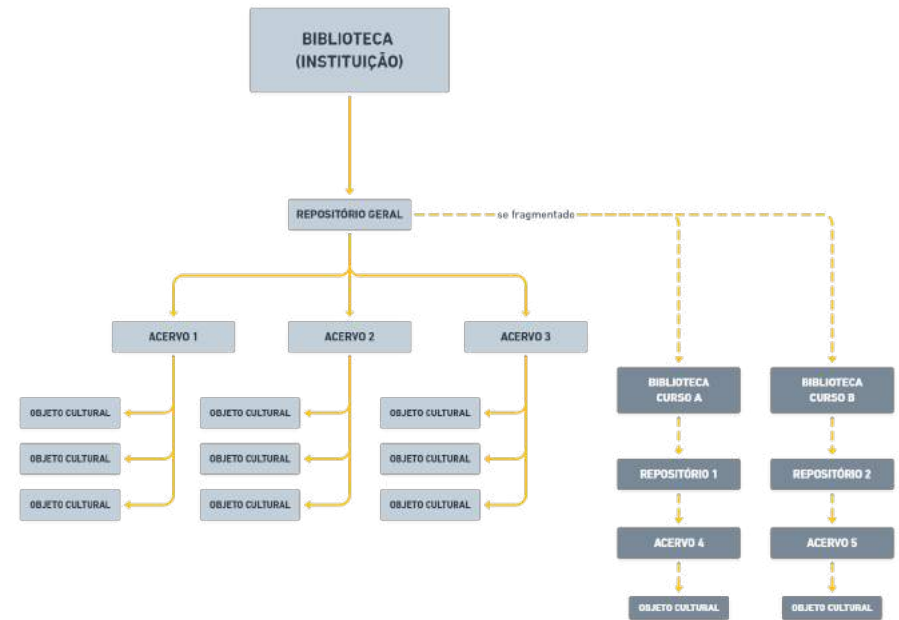 BIBLIOTECA
(INSTITUIÇÃO)
REPOSITÓRIO GERAL
se fragmentado
ACERVO 1
ACERVO 2
ACERVO 3
BIBLIOTECA
CURSO A
BIBLIOTECA
CURSO B
OBJETO CULTURAL
OBJETO CULTURAL
OBJETO CULTURAL
OBJETO CULTURAL
OBJETO CULTURAL
OBJETO CULTURAL
REPOSITÓRIO 1
REPOSITÓRIO 2
OBJETO CULTURAL
OBJETO CULTURAL
OBJETO CULTURAL
ACERVO 4
ACERVO 5
OBJETO CULTURAL
OBJETO CULTURAL